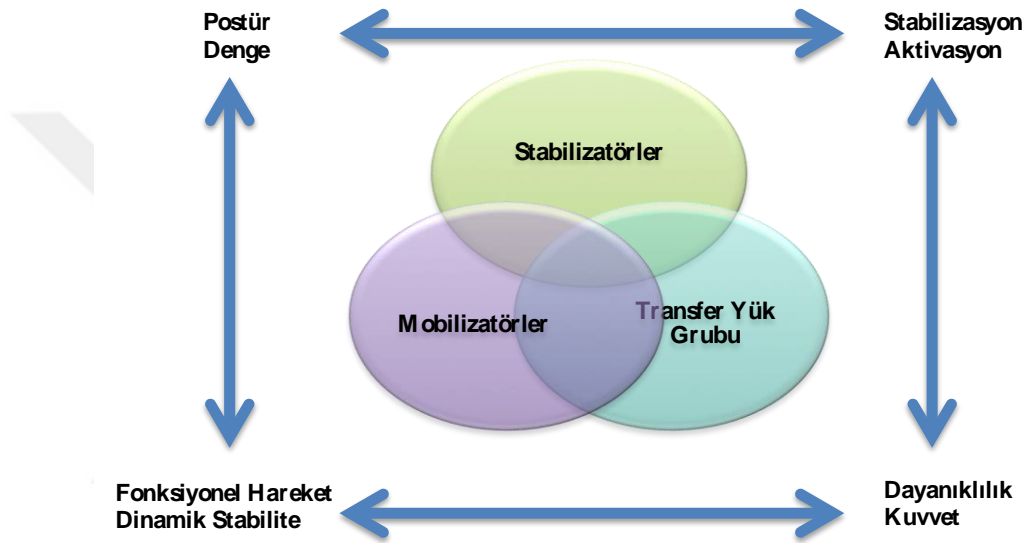 Postür
Denge
Stabilizasyon
Aktivasyon
Stabilizatörler
Mobilizatörler
Transfer Yük
Grubu
Fonksiyonel Hareket
Dinamik Stabilite
Dayanıklılık
Kuvvet